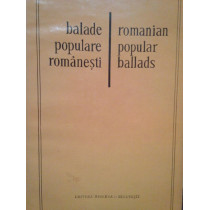 balade
populare
românești
romanian
popular
ballads